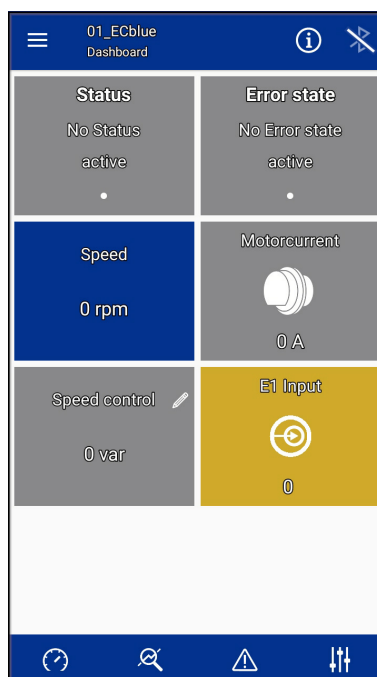 01_ECblue
Dashboard
Status
No Status
active
Error state
No Error state
active
Speed
0 rpm
Motorcurrent
0 A
Speed control
0 var
E1 Input
0